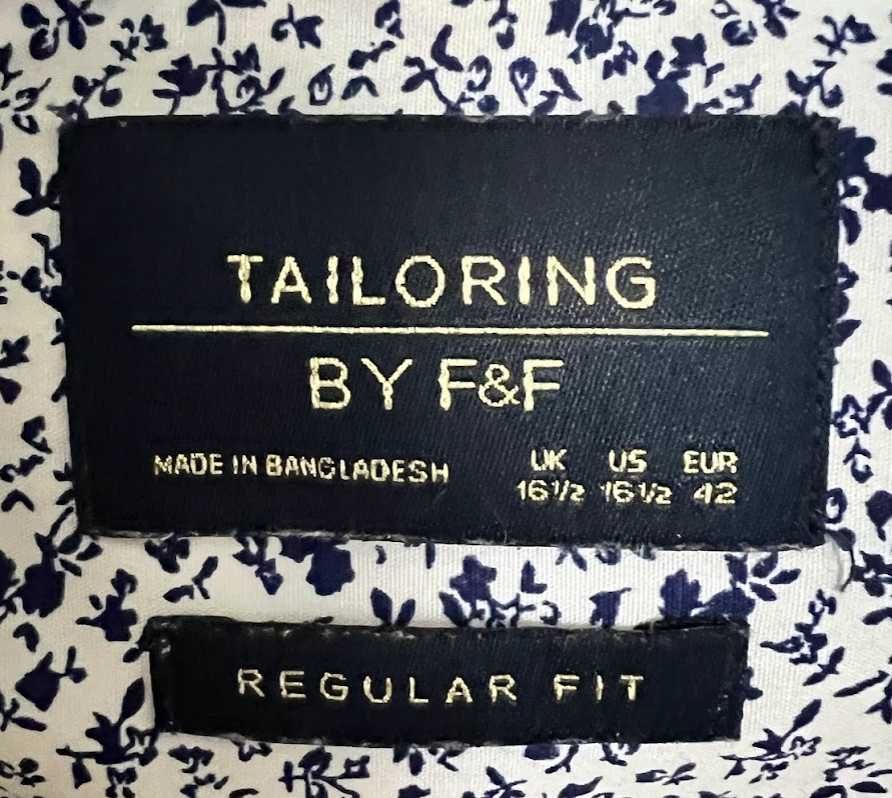 TAILORING
BY F&F
MADE IN BANGLADESH UK US EUR
16½ 16½ 42
REGULAR FIT